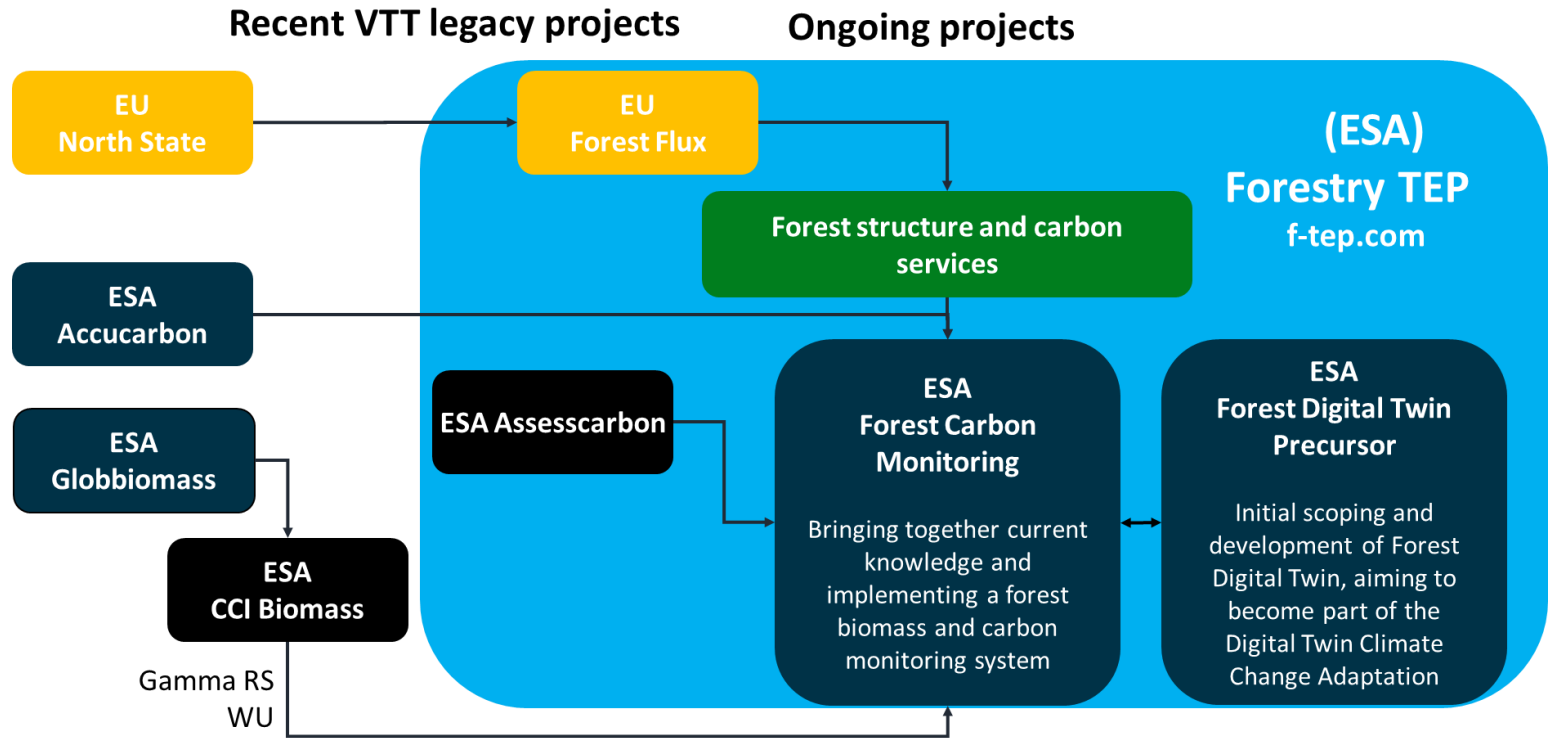 Recent VTT legacy projects
Ongoing projects
EU
North State
EU
Forest Flux
(ESA)
Forestry TEP
f-tep.com
Forest structure and carbon
services
ESA
Accucarbon
ESA Assesscarbon
ESA
Globbiomass
ESA
CCI Biomass
Gamma RS
WU
ESA
Forest Carbon
Monitoring
Bringing together current
knowledge and
implementing a forest
biomass and carbon
monitoring system
ESA
Forest Digital Twin
Precursor
Initial scoping and
development of Forest
Digital Twin, aiming to
become part of the
Digital Twin Climate
Change Adaptation